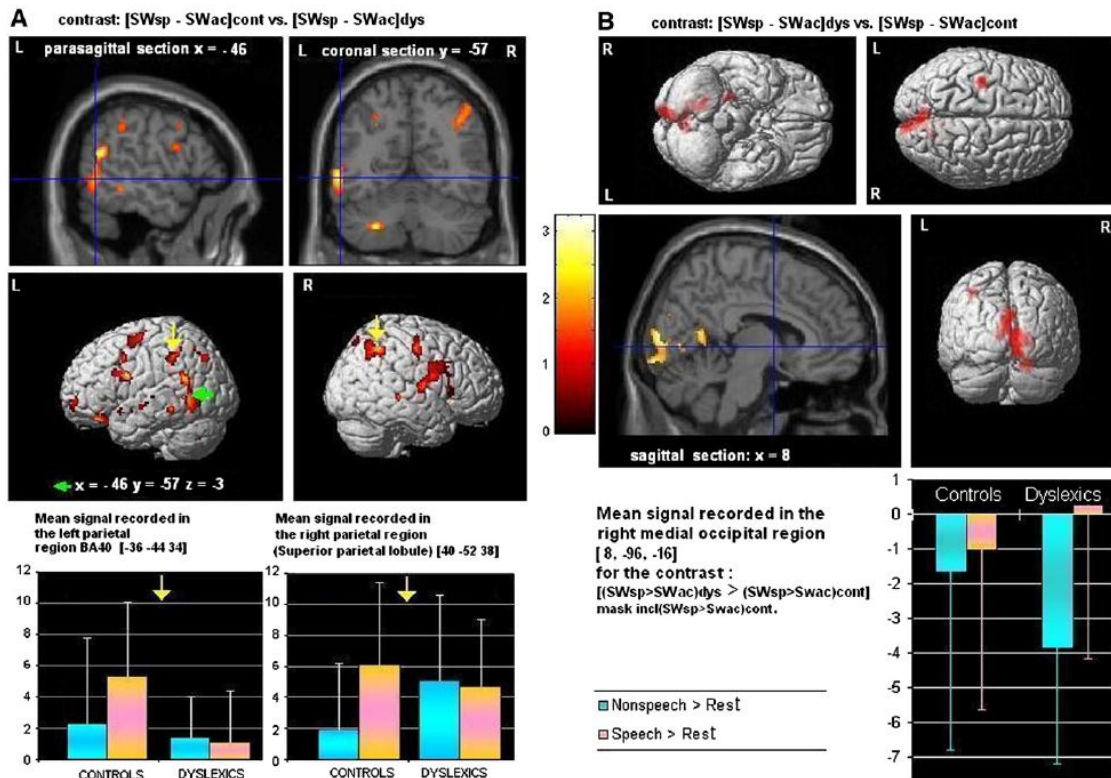 A
contrast: [SWsp - SWac]cont vs. [SWsp - SWac]dys
L
parasagittal section x = - 46
L
coronal section y = -57
R
L
x = - 46 y = -57 z = -3
R
3
2
1
0
Mean signal recorded in
the left parietal
region BA40 [-36 -44 34]
12
10
8
6
4
2
0
CONTROLS
DYSLEXICS
Mean signal recorded in
the right parietal region
(Superior parietal lobule) [40 -52 38]
12
10
8
6
4
2
0
CONTROLS
DYSLEXICS
B
contrast: [SWsp - SWac]dys vs. [SWsp - SWac]cont
R
L
L
R
sagittal section: x = 8
L
R
Mean signal recorded in the
right medial occipital region
[ 8, -96, -16]
for the contrast :
[(SWsp>SWac)dys > (SWsp>Swac)cont]
mask incl(SWsp>Swac)cont.
Nonspeech > Rest
Speech > Rest
Controls
Dyslexics
0
-1
-2
-3
-4
-5
-6
-7